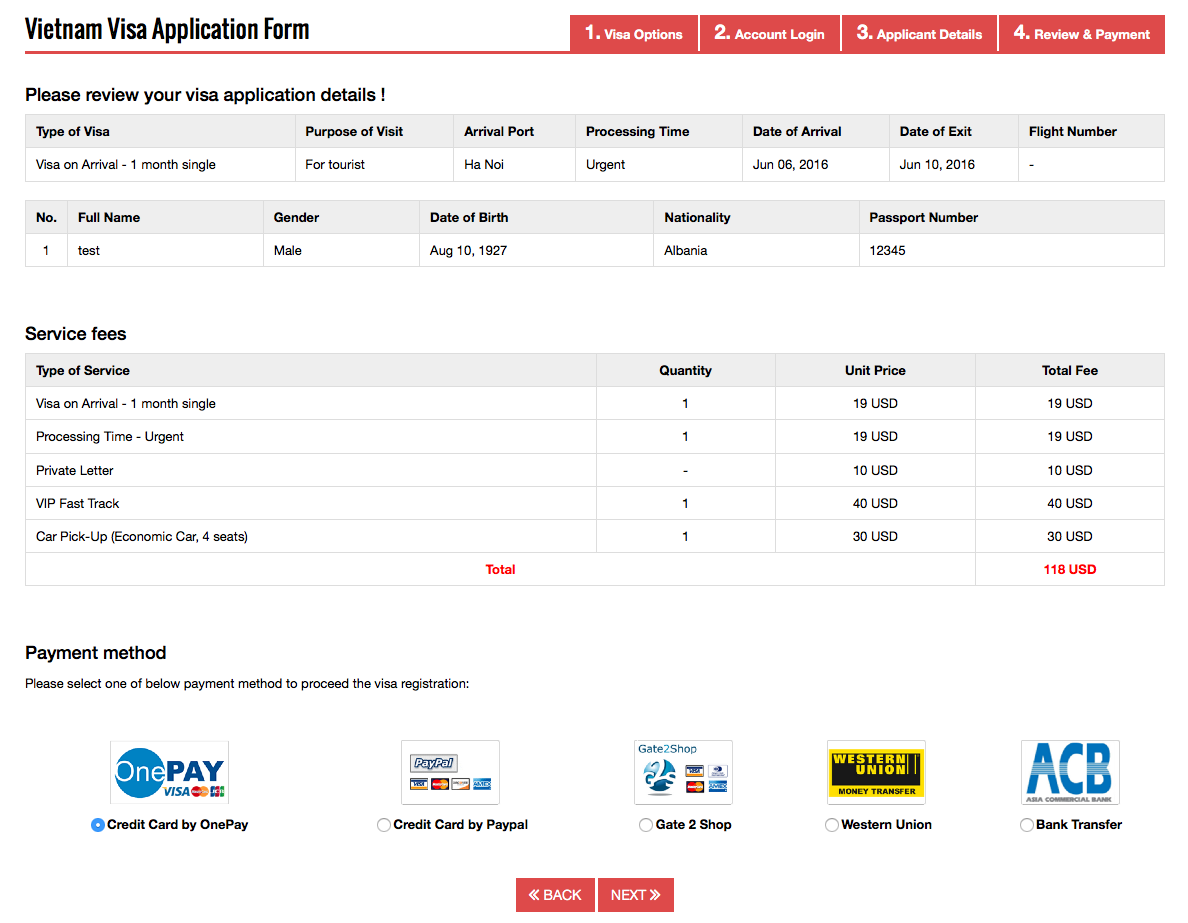 Vietnam Visa Application Form
1. Visa Options 2. Account Login 3. Applicant Details 4. Review & Payment
Please review your visa application details !
Type of Visa Purpose of Visit Arrival Port Processing Time Date of Arrival Date of Exit Flight Number
Visa on Arrival - 1 month single For tourist Ha Noi Urgent Jun 06, 2016 Jun 10, 2016 -
No. Full Name Gender Date of Birth Nationality Passport Number
1 test Male Aug 10, 1927 Albania 12345
Service fees
Type of Service Quantity Unit Price Total Fee
Visa on Arrival - 1 month single 1 19 USD 19 USD
Processing Time - Urgent 1 19 USD 19 USD
Private Letter - 10 USD 10 USD
VIP Fast Track 1 40 USD 40 USD
Car Pick-Up (Economic Car, 4 seats) 1 30 USD 30 USD
Total 118 USD
Payment method
Please select one of below payment method to proceed the visa registration:
OnePAY
VISA MasterCard JCB
PayPal
VISA MasterCard AMEX
Gate2Shop
VISA
MasterCard AMEX
WESTERN
UNION
MONEY TRANSFER
ACB
ASIA COMMERCIAL BANK
Credit Card by OnePay Credit Card by Paypal Gate 2 Shop Western Union Bank Transfer
« BACK NEXT »